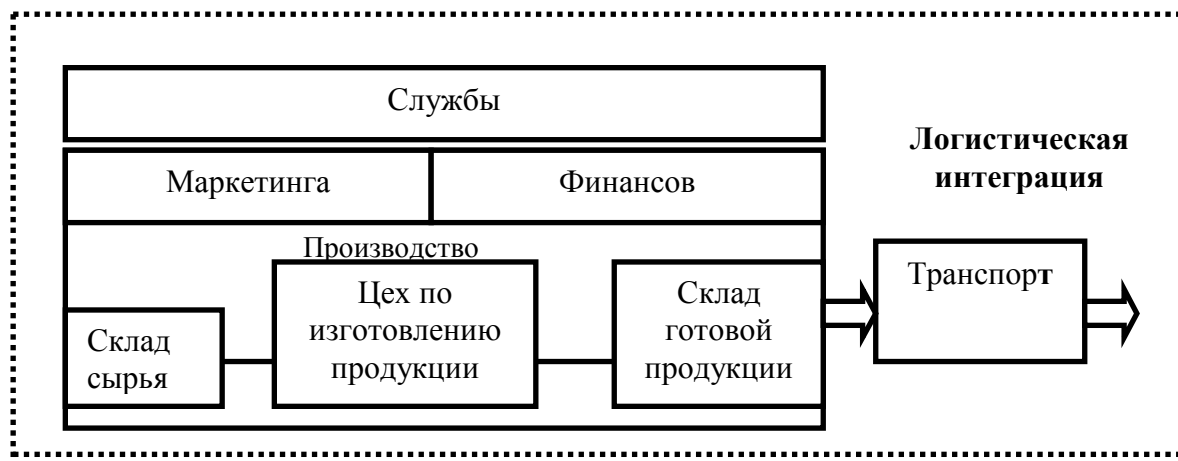 Службы
Логистическая
интеграция
Маркетинга
Финансов
Производство
Цех по
изготовлению
продукции
Склад
готовой
продукции
Транспорт
Склад
сырья